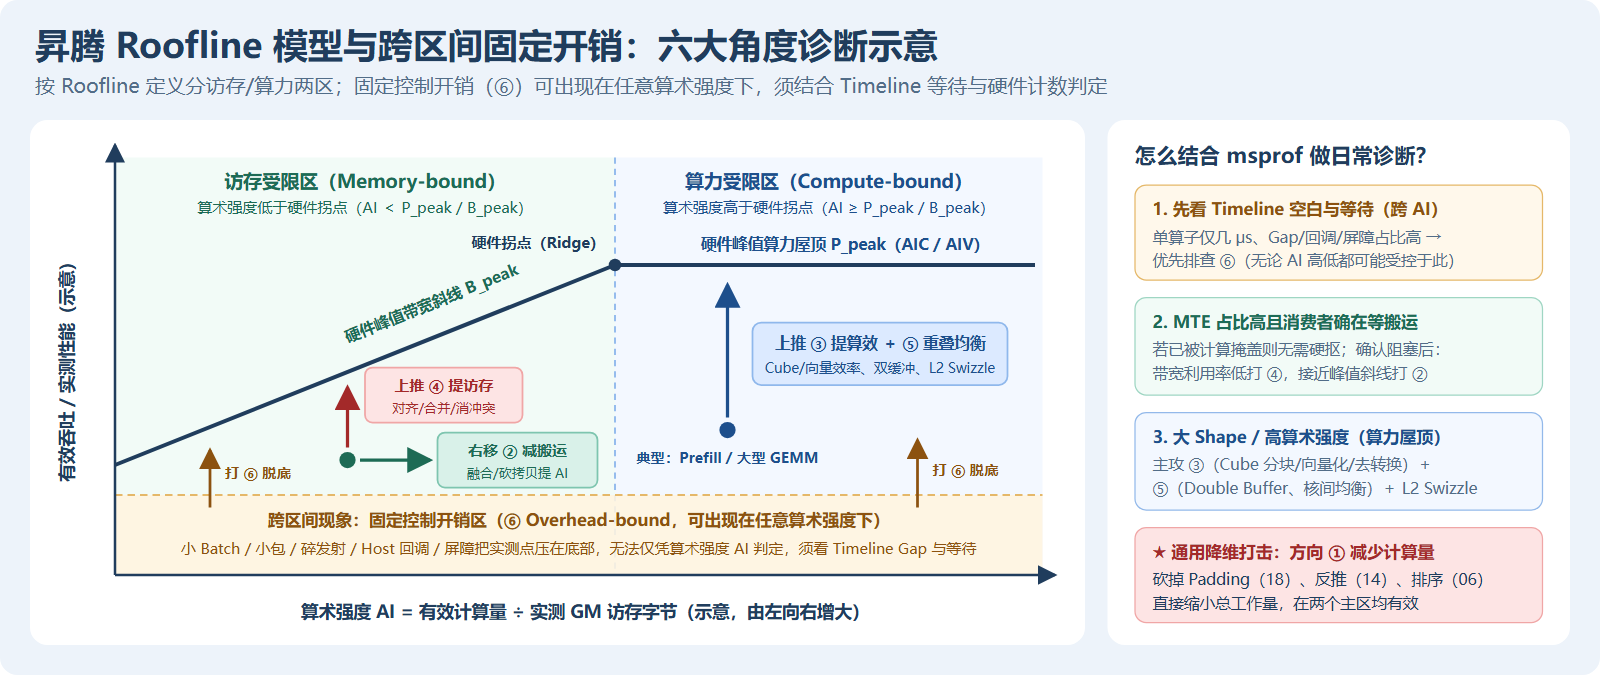 昇腾 Roofline 模型与跨区间固定开销：六大角度诊断示意
按 Roofline 定义分访存/算力两区；固定控制开销（⑥）可出现在任意算术强度下，须结合 Timeline 等待与硬件计数判定
有效吞吐 / 实测性能（示意）
访存受限区（Memory-bound）
算术强度低于硬件拐点（AI < P_peak / B_peak）
算力受限区（Compute-bound）
算术强度高于硬件拐点（AI ≥ P_peak / B_peak）
硬件拐点（Ridge）
硬件峰值算力屋顶 P_peak（AIC / AIV）
硬件峰值带宽斜线 B_peak
上推 ③ 提算效 + ⑤ 重叠均衡
Cube/向量效率、双缓冲、L2 Swizzle
上推 ④ 提访存
对齐/合并/消冲突
右移 ② 减搬运
融合/砍拷贝提 AI
典型：Prefill / 大型 GEMM
打 ⑥ 脱底
打 ⑥ 脱底
跨区间现象：固定控制开销区（⑥ Overhead-bound，可出现在任意算术强度下）
小 Batch / 小包 / 碎发射 / Host 回调 / 屏障把实测点压在底部，无法仅凭算术强度 AI 判定，须看 Timeline Gap 与等待
算术强度 AI = 有效计算量 ÷ 实测 GM 访存字节（示意，由左向右增大）
怎么结合 msprof 做日常诊断？
1. 先看 Timeline 空白与等待（跨 AI）
单算子仅几 μs、Gap/回调/屏障占比高 →
优先排查 ⑥（无论 AI 高低都可能受控于此）
2. MTE 占比高且消费者确在等搬运
若已被计算掩盖则无需硬抠；确认阻塞后：
带宽利用率低打 ④，接近峰值斜线打 ②
3. 大 Shape / 高算术强度（算力屋顶）
主攻 ③（Cube 分块/向量化/去转换）+
⑤（Double Buffer、核间均衡）+ L2 Swizzle
★ 通用降维打击：方向 ① 减少计算量
砍掉 Padding（18）、反推（14）、排序（06）
直接缩小总工作量，在两个主区均有效